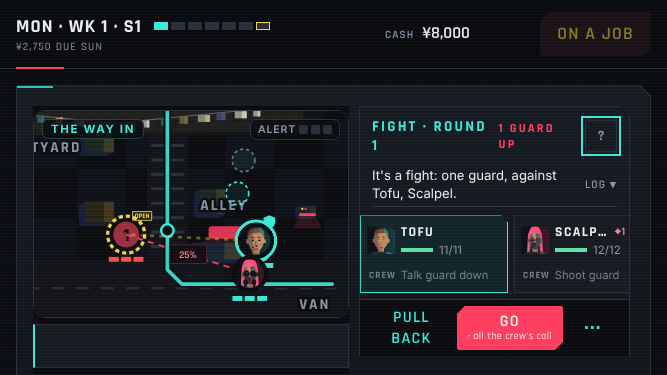 MON · WK 1 · S1
¥2,750 DUE SUN
CASH ¥8,000
ON A JOB
THE WAY IN
ALERT
TYARD
ALLEY
OPEN
1
25%
VAN
FIGHT · ROUND 1
1 GUARD UP
?
It's a fight: one guard, against
Tofu, Scalpel.
LOG ▼
TOFU
11/11
CREW Talk guard down
SCALP… ✦1
12/12
CREW Shoot guard
PULL BACK
GO
· all the crew's call
...